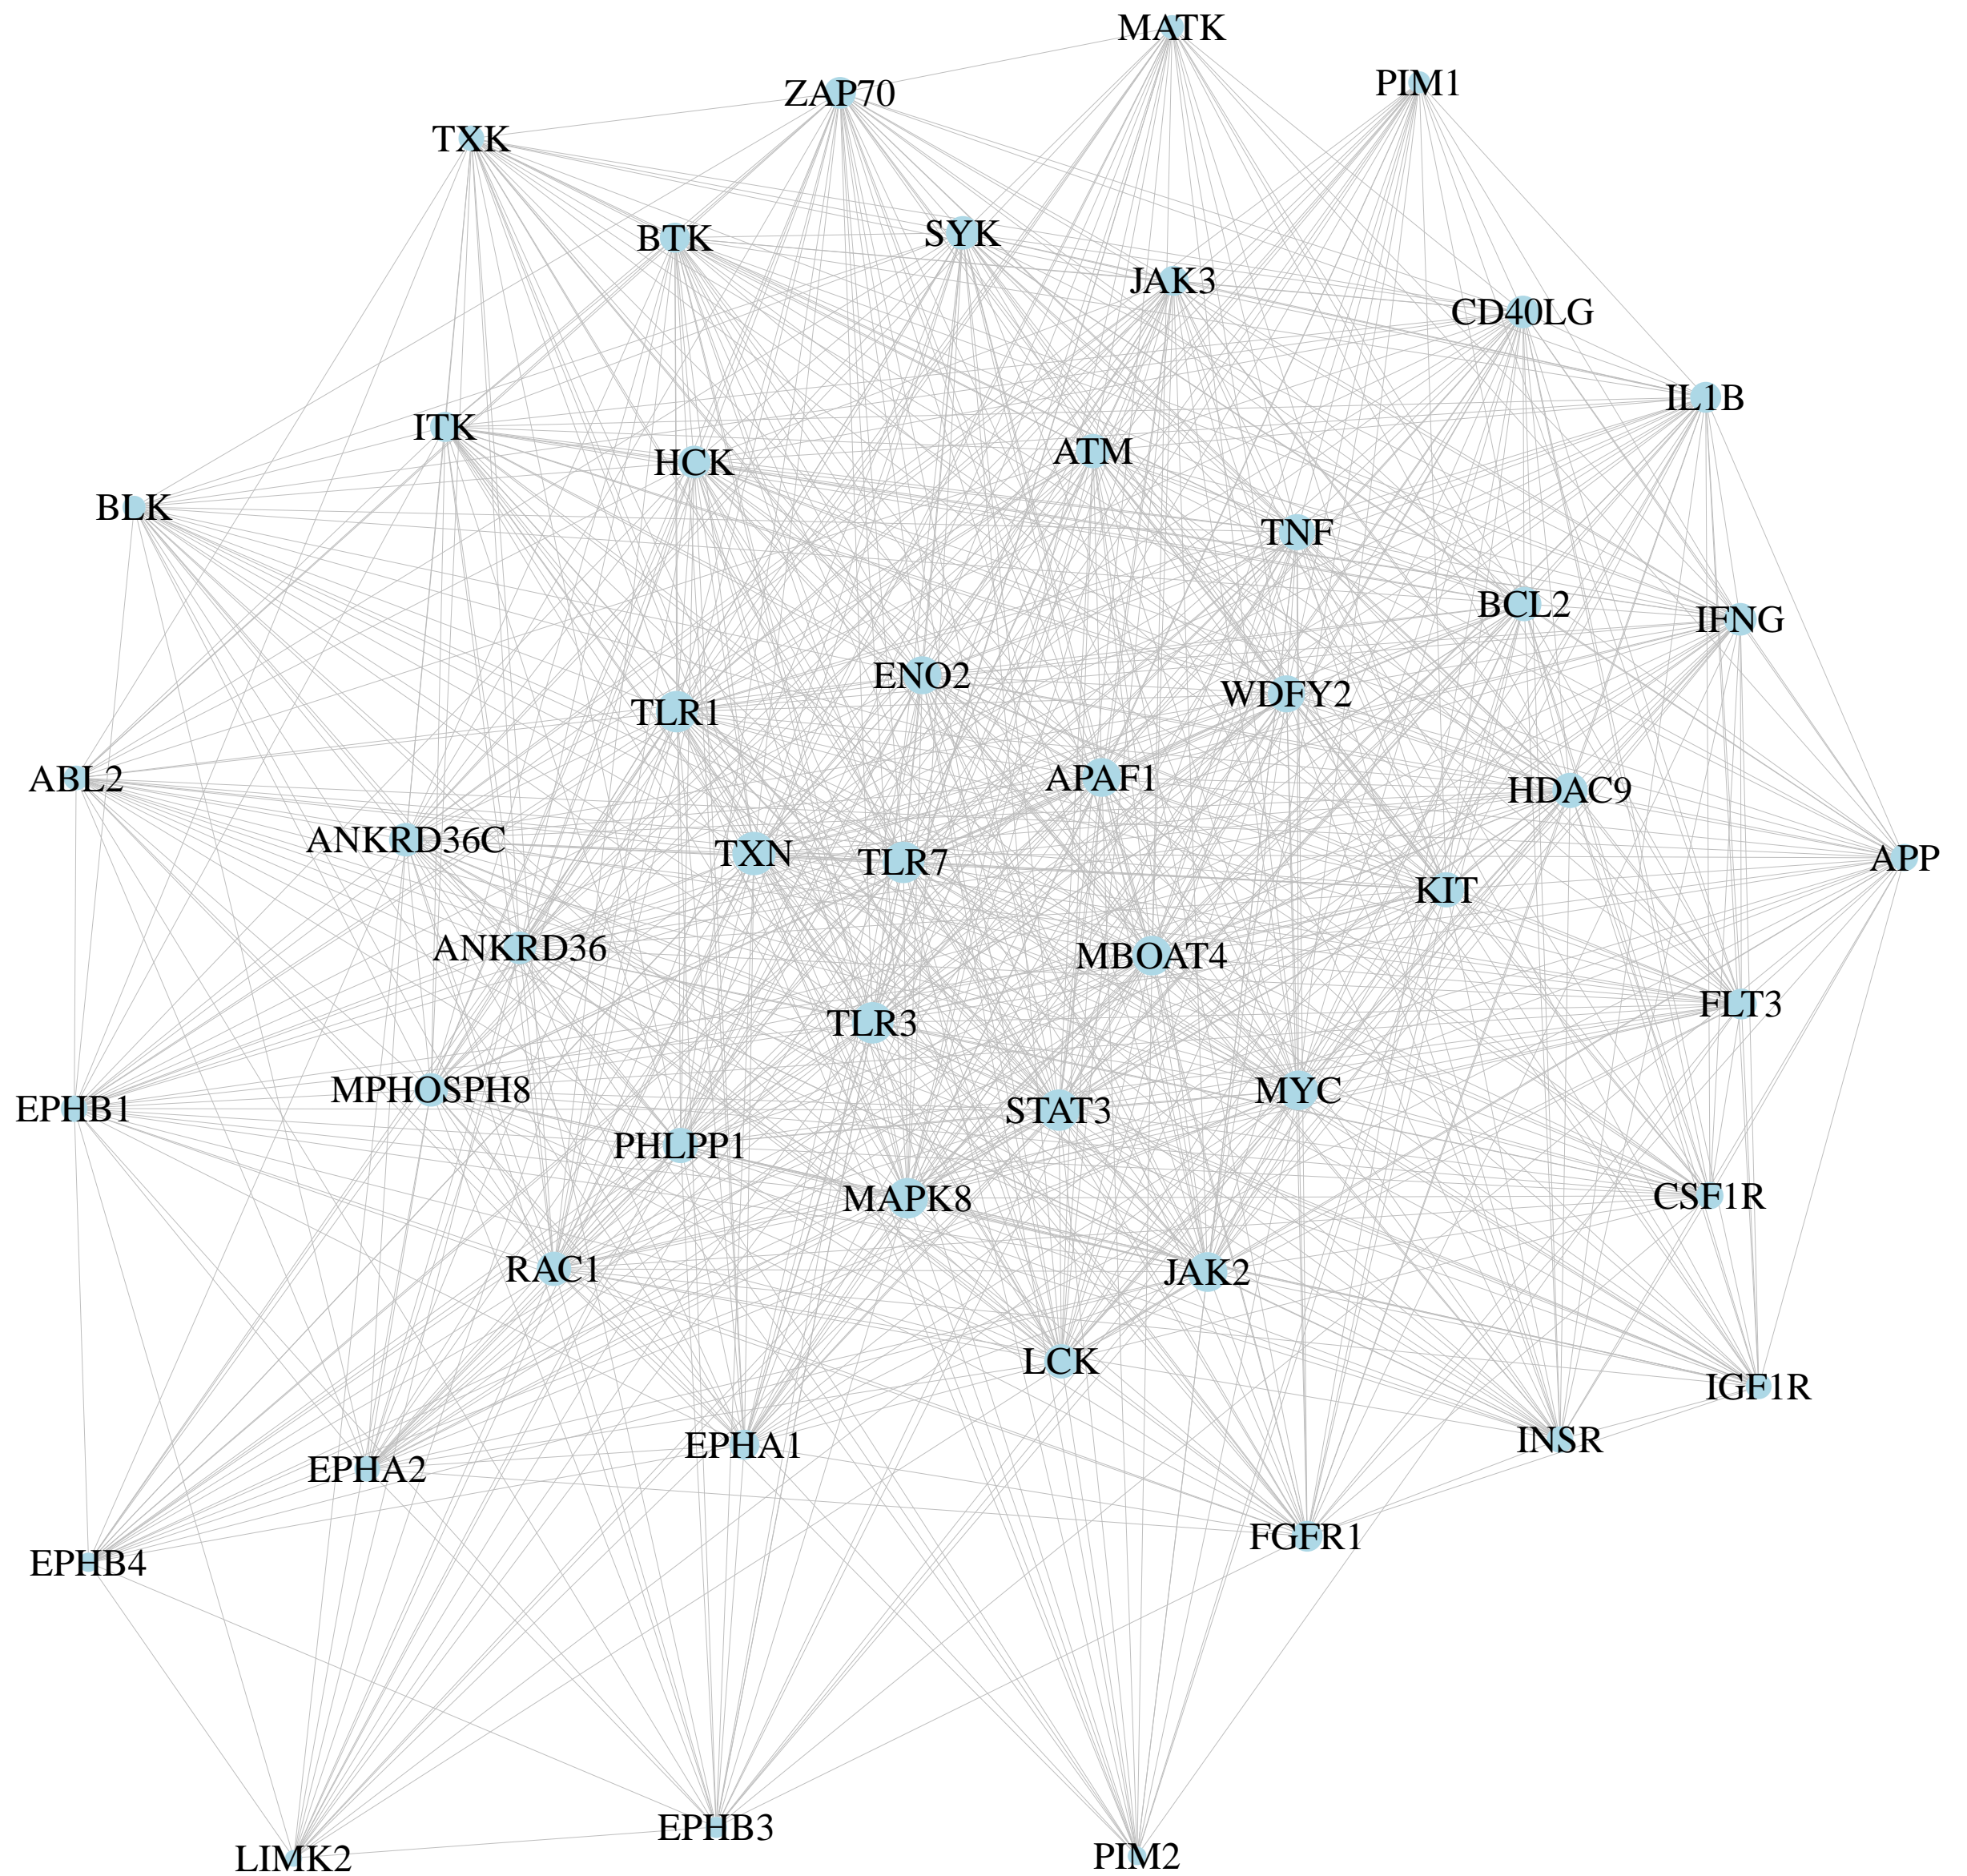 MATK
PIM1
ZAP70
TXK
BTK
SYK
JAK3
CD40LG
IL1B
ITK
HCK
ATM
BLK
TNF
BCL2
IFNG
ENO2
WDFY2
TLR1
ABL2
APAF1
HDAC9
ANKRD36C
TXN
TLR7
APP
KIT
ANKRD36
MBOAT4
FLT3
TLR3
MPHOSPH8
MYC
EPHB1
STAT3
PHLPP1
MAPK8
CSF1R
RAC1
JAK2
LCK
IGF1R
EPHA1
INSR
EPHA2
FGFR1
EPHB4
EPHB3
LIMK2
PIM2